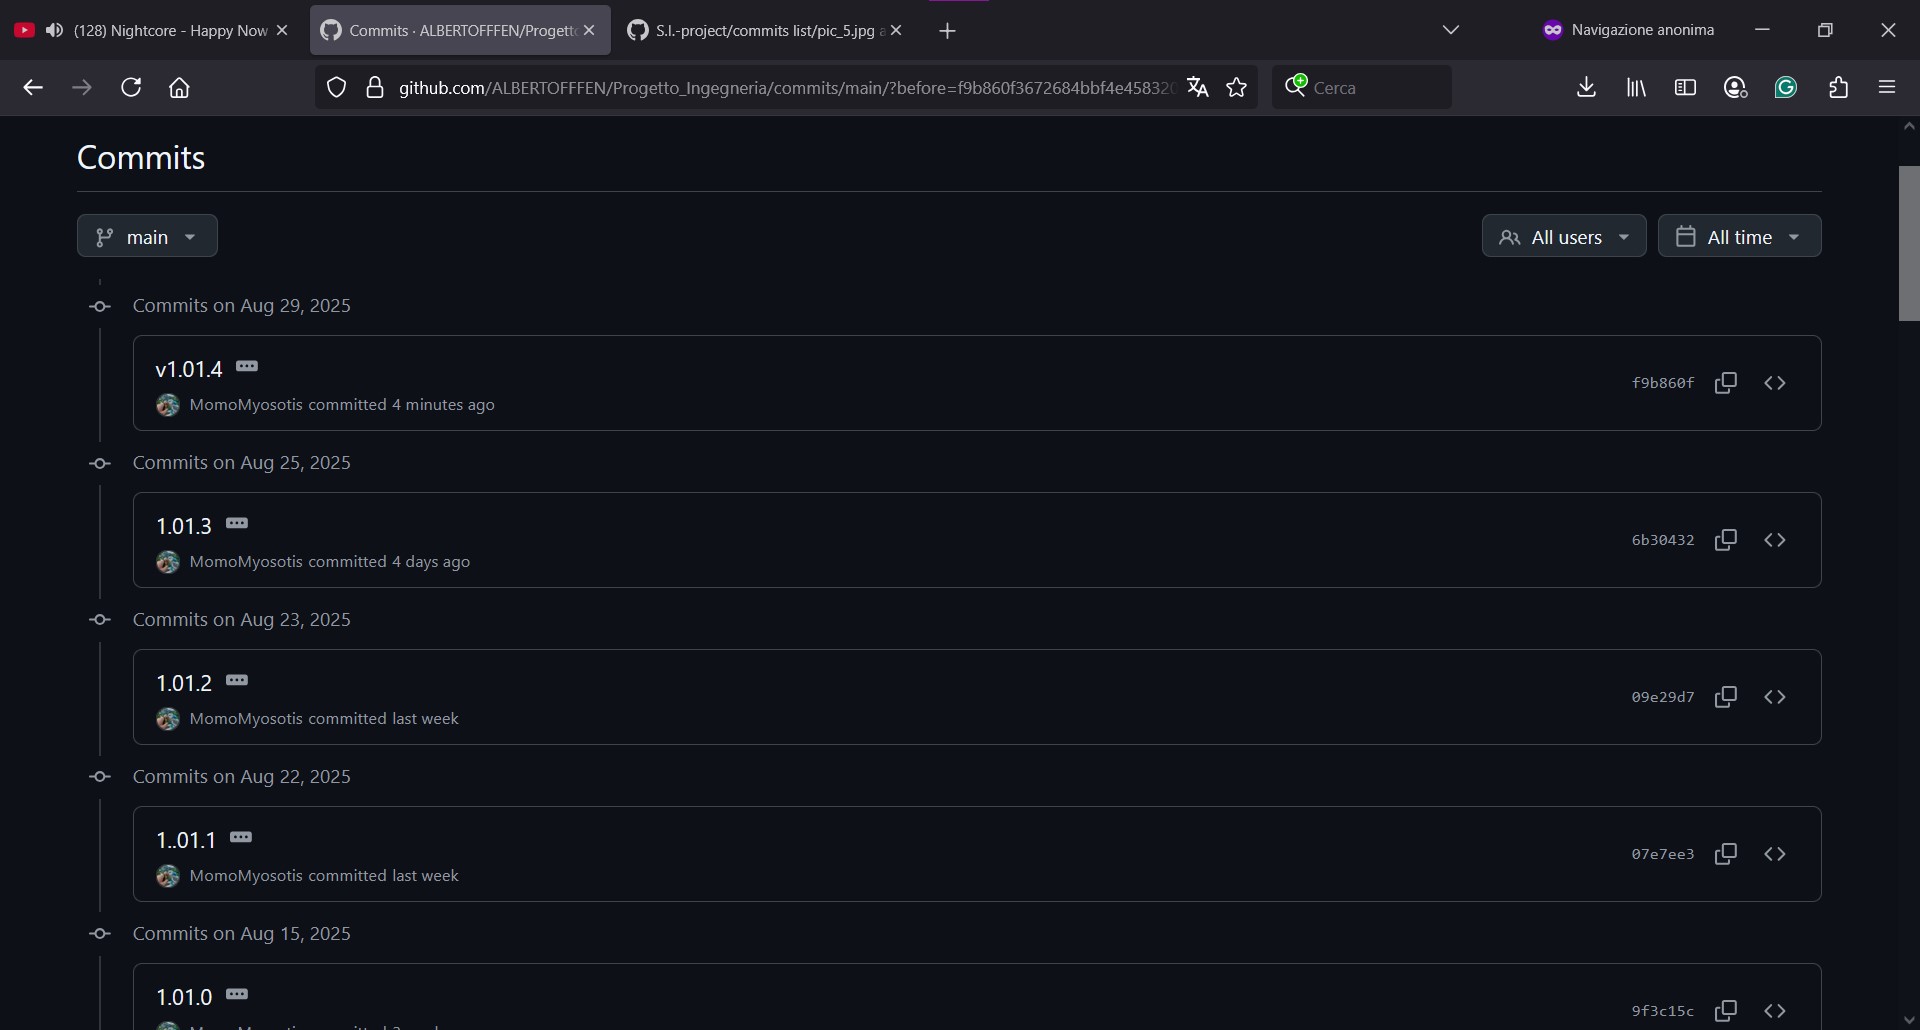 (128) Nightcore - Happy Now
Commits · ALBERTOFFFEN/Progett
S.I.-project/commits list/pic_5.jpg a
Navigazione anonima
github.com/ALBERTOFFFEN/Progetto_Ingegneria/commits/main/?before=f9b860f3672684bbf4e458320
Cerca
Commits
main
All users
All time
Commits on Aug 29, 2025
v1.01.4
MomoMyosotis committed 4 minutes ago
f9b860f
Commits on Aug 25, 2025
1.01.3
MomoMyosotis committed 4 days ago
6b30432
Commits on Aug 23, 2025
1.01.2
MomoMyosotis committed last week
09e29d7
Commits on Aug 22, 2025
1..01.1
MomoMyosotis committed last week
07e7ee3
Commits on Aug 15, 2025
1.01.0
9f3c15c